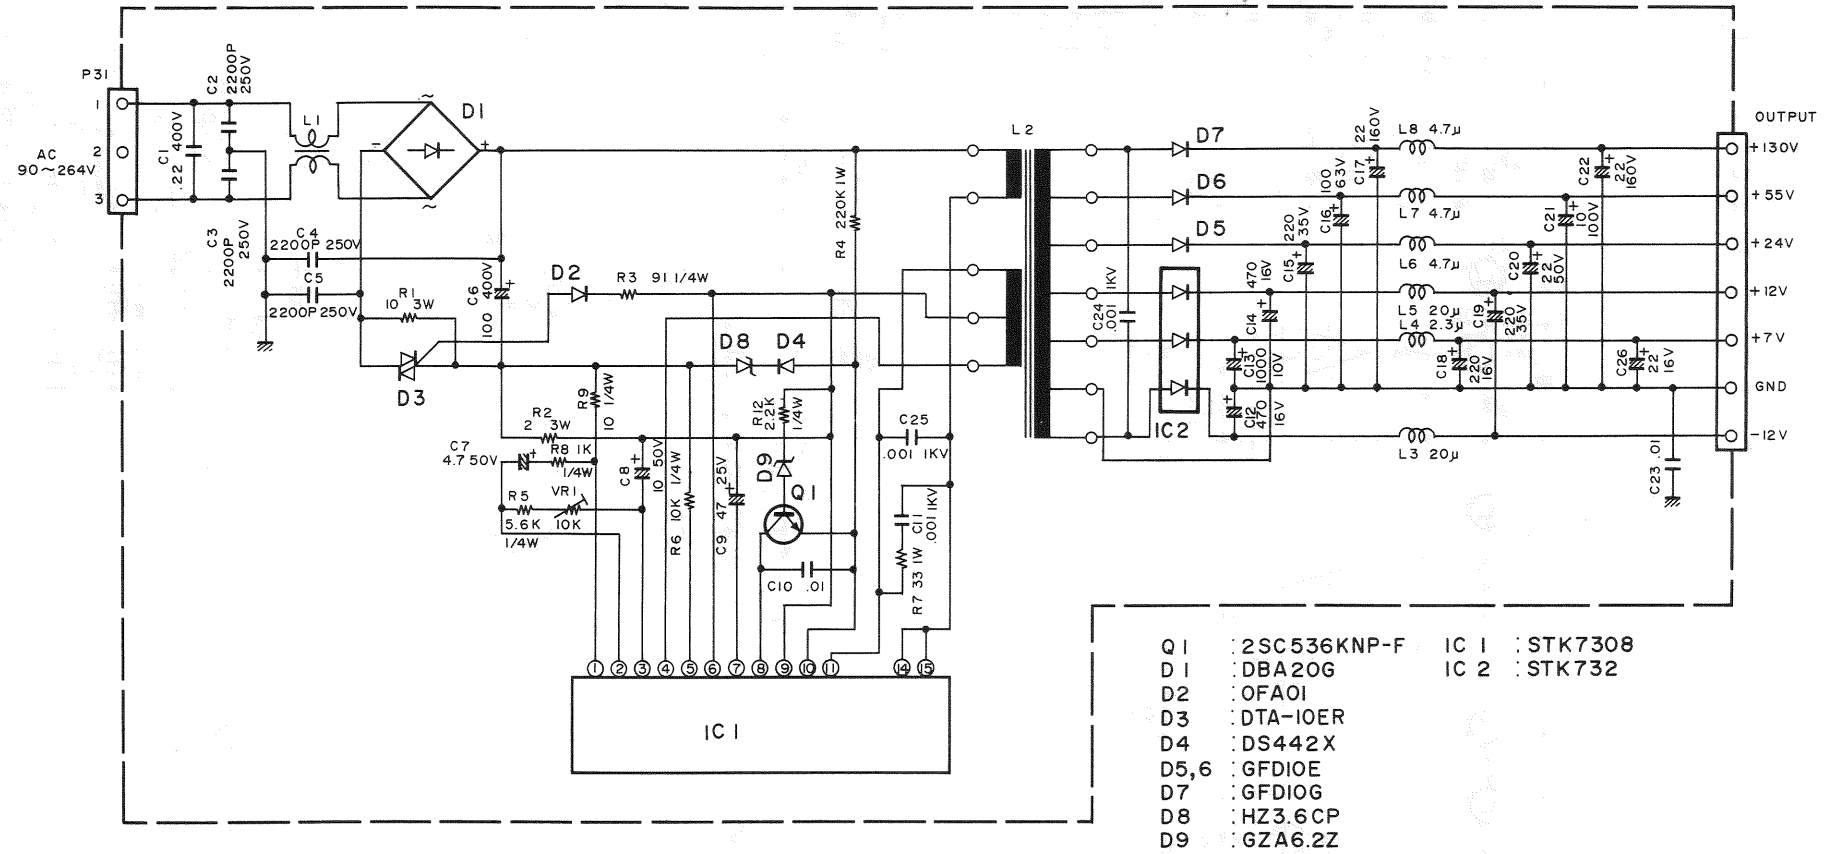 P31
1
2
3
AC
90~264V
C1
.22 400V
C2
2200P
250V
C3
2200P
250V
L1
D1
~
~
-
+
C4
2200P 250V
C5
2200P 250V
R1
10 3W
D3
C6
400V
100
D2
R3 91 1/4W
R4 220K 1W
D8 D4
R9
10 1/4W
R2
2 3W
C7
4.7 50V
R8 1K
1/4W
R5
5.6K
1/4W
VR1
10K
C8
10 50V
R6 10K 1/4W
C9 47 25V
R12
2.2K
1/4W
D9
Q1
C10 .01
C25
.001 1KV
C11
.001 1KV
R7 33 1W
1 2 3 4 5 6 7 8 9 10 11 14 15
IC 1
L2
C24
.001 1KV
D7
D6
D5
IC2
C17
22
160V
C16
100
63V
C15
220
35V
C14
470
16V
C13
1000
10V
C12
470
16V
L8 4.7μ
L7 4.7μ
L6 4.7μ
L5 20μ
L4 2.3μ
L3 20μ
C22
22
160V
C21
10
100V
C20
22
50V
C19
220
35V
C18
220
16V
C26
22
16V
C23 .01
OUTPUT
+130V
+55V
+24V
+12V
+7V
GND
-12V
Q1 :2SC536KNP-F IC 1 :STK7308
D1 :DBA20G IC 2 :STK732
D2 :OFA01
D3 :DTA-10ER
D4 :DS442X
D5,6 :GFD10E
D7 :GFD10G
D8 :HZ3.6CP
D9 :GZA6.2Z